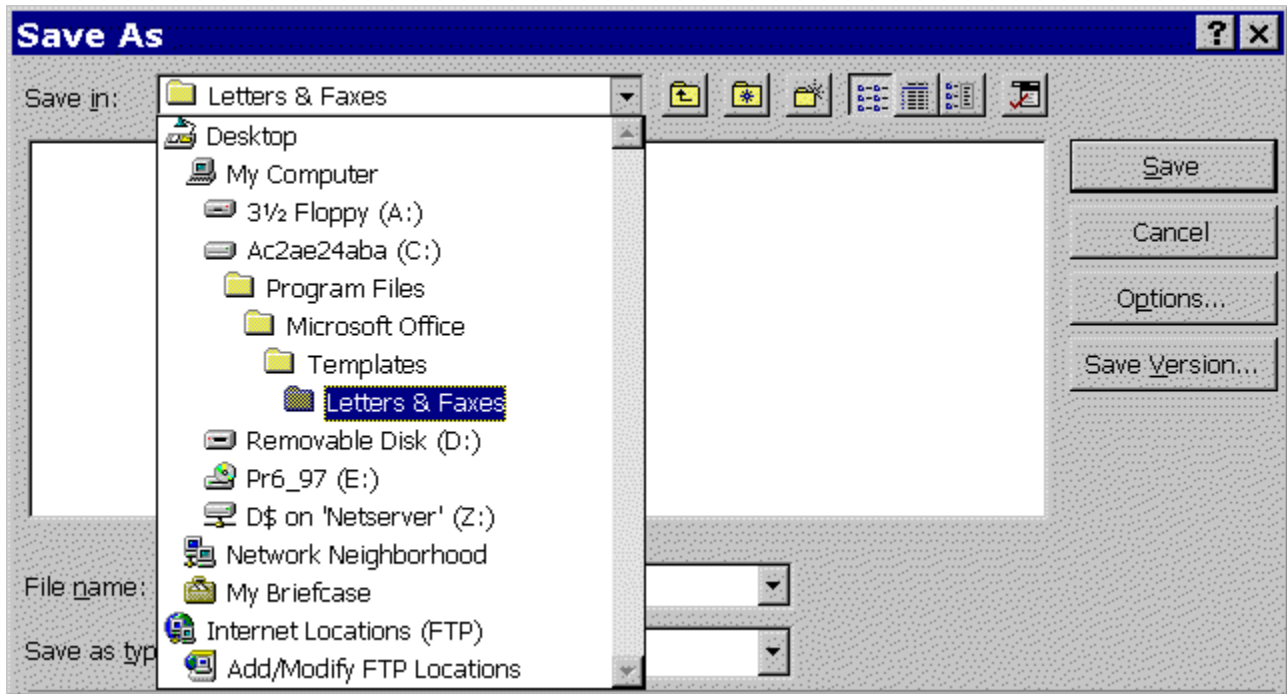 Save As
Save in: Letters & Faxes
Desktop
My Computer
3½ Floppy (A:)
Ac2ae24aba (C:)
Program Files
Microsoft Office
Templates
Letters & Faxes
Removable Disk (D:)
Pr6_97 (E:)
D$ on 'Netserver' (Z:)
Network Neighborhood
My Briefcase
Internet Locations (FTP)
Add/Modify FTP Locations
Save
Cancel
Options...
Save Version...
File name:
Save as typ